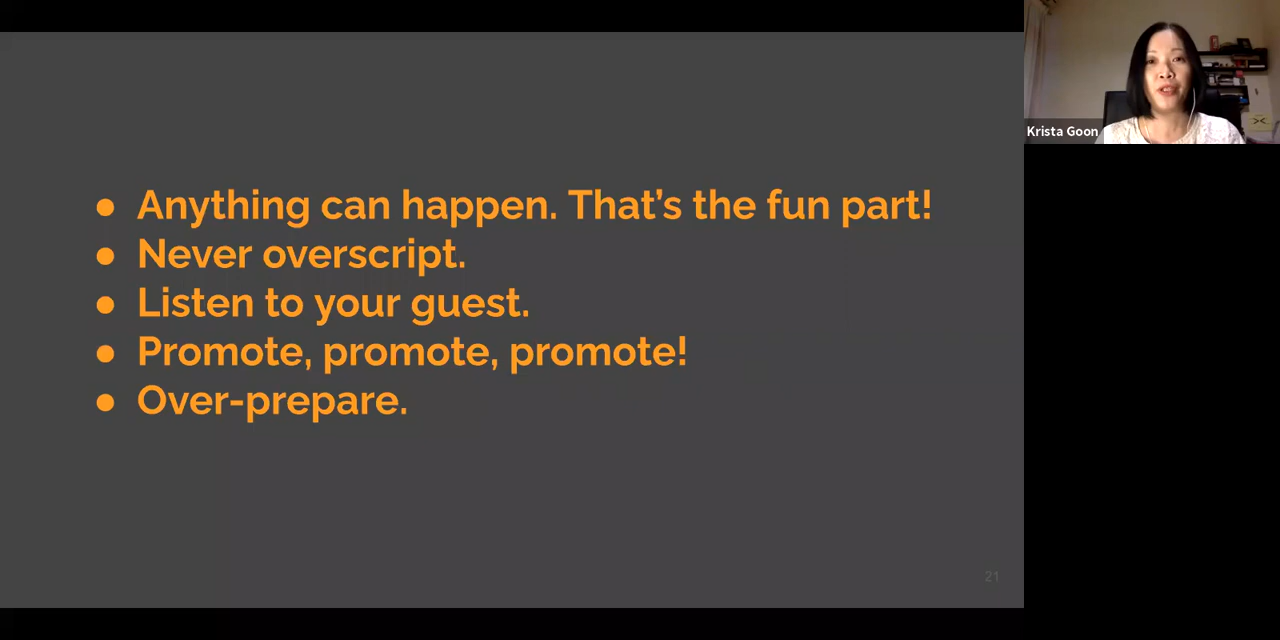 ● Anything can happen. That’s the fun part!
● Never overscript.
● Listen to your guest.
● Promote, promote, promote!
● Over-prepare.
21
Krista Goon